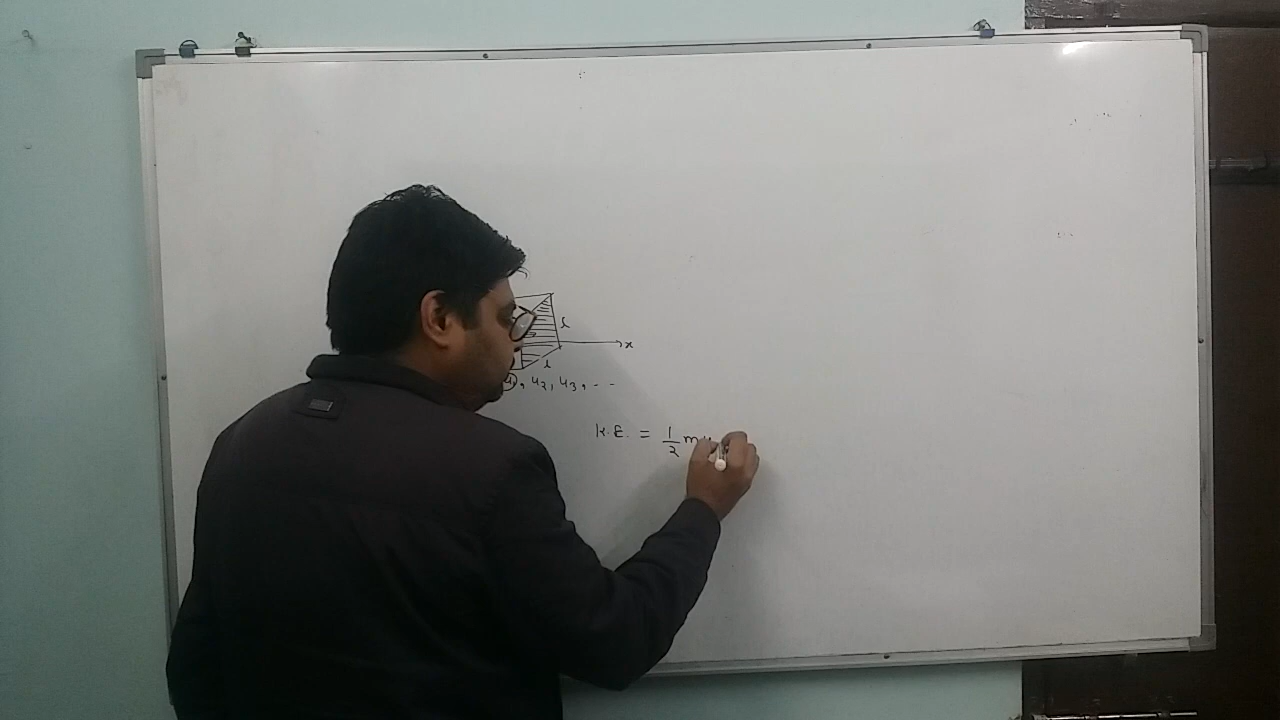 l
x
l
u₂, u₃, - - -
K.E. = 1/2 m